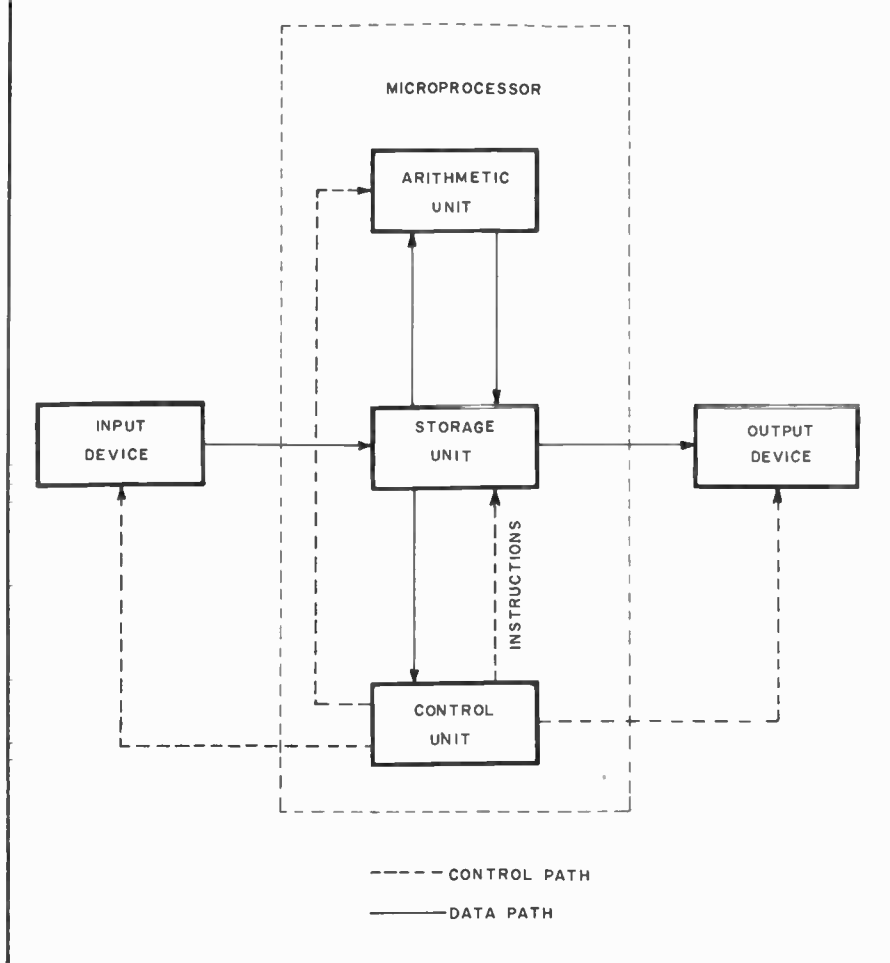 MICROPROCESSOR
ARITHMETIC
UNIT
INPUT
DEVICE
STORAGE
UNIT
OUTPUT
DEVICE
INSTRUCTIONS
CONTROL
UNIT
CONTROL PATH
DATA PATH